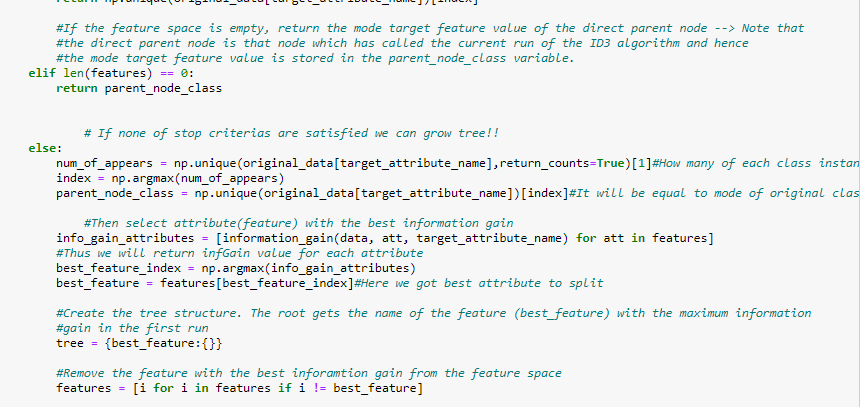 return np.unique(original_data[target_attribute_name])[index]
#If the feature space is empty, return the mode target feature value of the direct parent node --> Note that
#the direct parent node is that node which has called the current run of the ID3 algorithm and hence
#the mode target feature value is stored in the parent_node_class variable.
elif len(features) == 0:
return parent_node_class
# If none of stop criterias are satisfied we can grow tree!!
else:
num_of_appears = np.unique(original_data[target_attribute_name],return_counts=True)[1]#How many of each class instan
index = np.argmax(num_of_appears)
parent_node_class = np.unique(original_data[target_attribute_name])[index]#It will be equal to mode of original clas
#Then select attribute(feature) with the best information gain
info_gain_attributes = [information_gain(data, att, target_attribute_name) for att in features]
#Thus we will return infGain value for each attribute
best_feature_index = np.argmax(info_gain_attributes)
best_feature = features[best_feature_index]#Here we got best attribute to split
#Create the tree structure. The root gets the name of the feature (best_feature) with the maximum information
#gain in the first run
tree = {best_feature:{}}
#Remove the feature with the best inforamtion gain from the feature space
features = [i for i in features if i != best_feature]